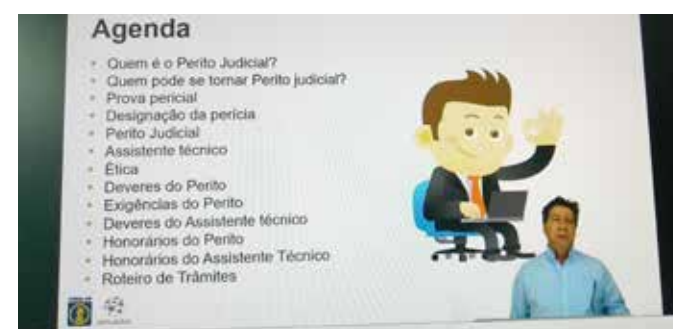 Agenda
Quem é o Perito Judicial?
Quem pode se tornar Perito judicial?
Prova pericial
Designação da perícia
Perito Judicial
Assistente técnico
Ética
Deveres do Perito
Exigências do Perito
Deveres do Assistente técnico
Honorários do Perito
Honorários do Assistente Técnico
Roteiro de Trâmites